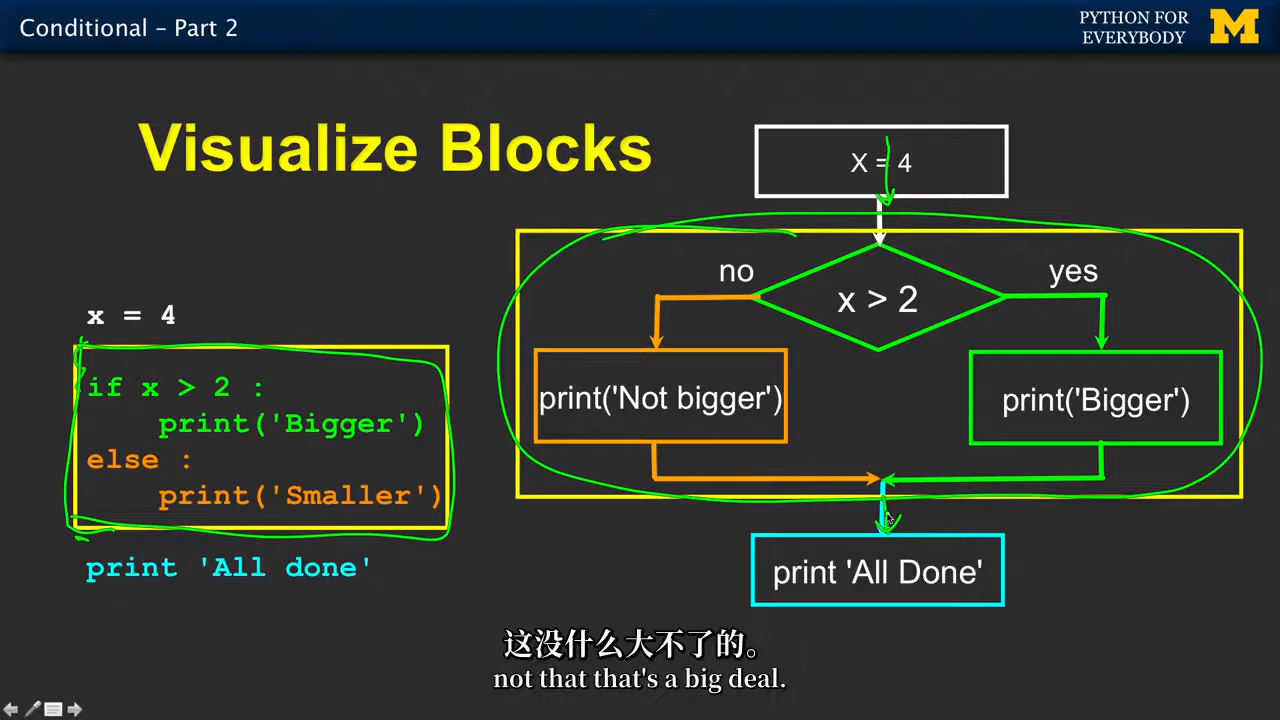 Conditional – Part 2
PYTHON FOR
EVERYBODY
M
Visualize Blocks
X = 4
no
yes
x > 2
x = 4
if x > 2 :
print('Bigger')
else :
print('Smaller')
print 'All done'
print('Not bigger')
print('Bigger')
print 'All Done'
这没什么大不了的。
not that that's a big deal.